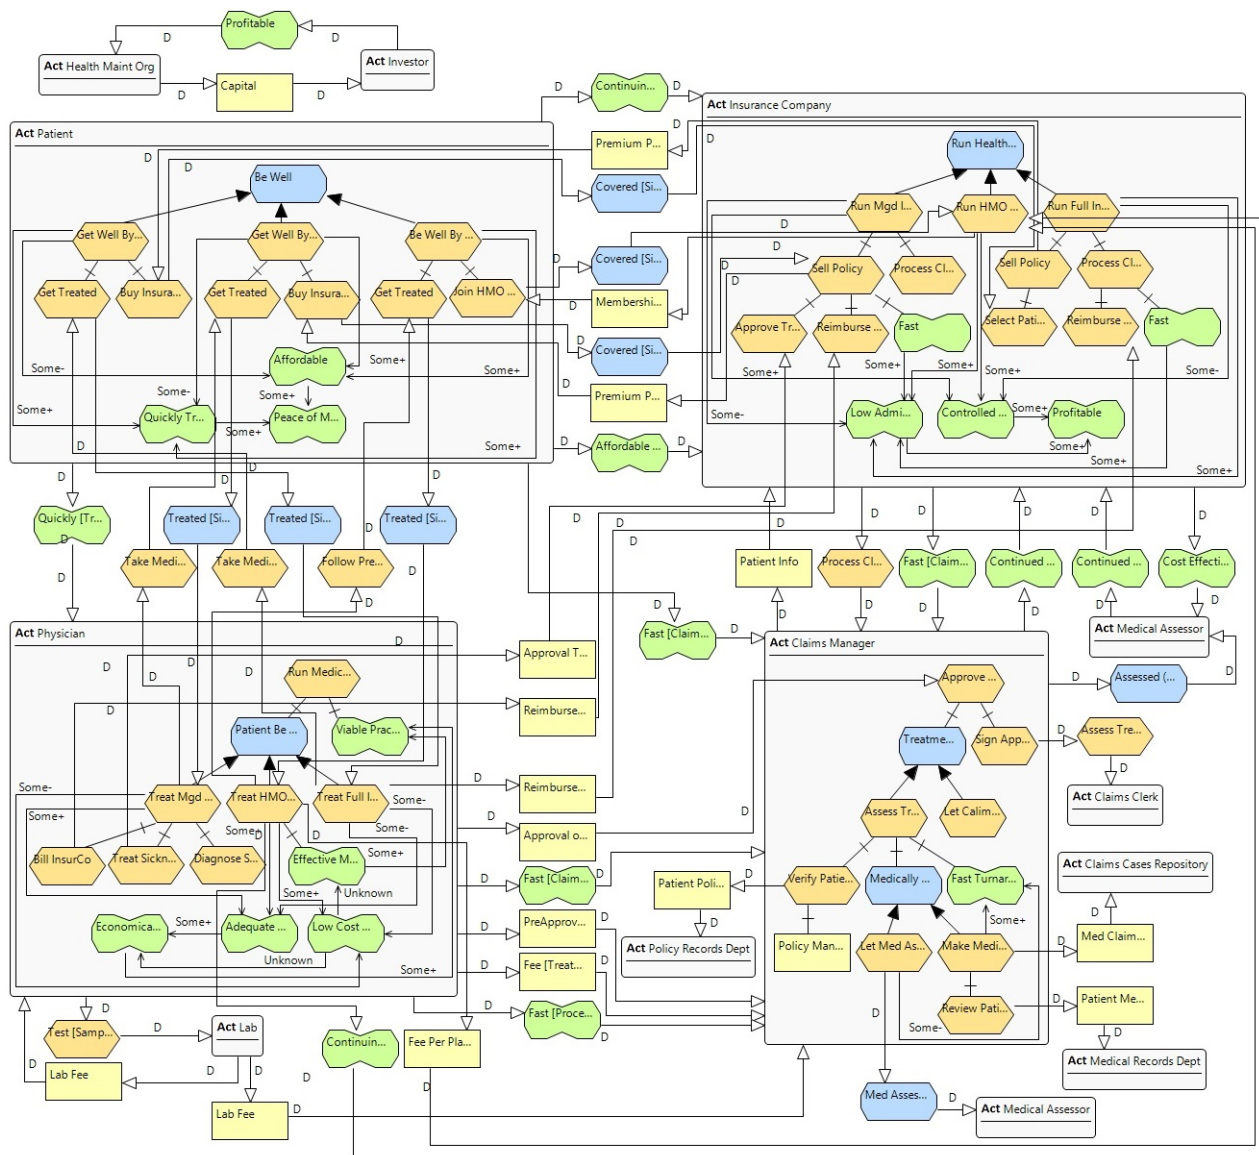 Profitable
D
D
Act Health Maint Org
Act Investor
Capital
D
D
Continuin...
D
D
Act Patient
Act Insurance Company
Premium P...
D
D
Run Health...
D
D
Be Well
Covered [Si...
D
D
Run Mgd I...
Run HMO ...
Run Full In...
Get Well By...
Get Well By...
Be Well By ...
D
D
Covered [Si...
D
D
Sell Policy
Process Cl...
Sell Policy
Process Cl...
Get Treated
Buy Insura...
Get Treated
Buy Insura...
Get Treated
Join HMO ...
Membershi...
D
D
Approve Tr...
Reimburse ...
Fast
Select Pati...
Reimburse ...
Fast
Affordable
Covered [Si...
D
D
Some-
Some+
Some+
Some+
Some+
Some-
Some-
Some+
Premium P...
D
D
Some+
Quickly Tr...
Peace of M...
Some+
Some-
Low Admi...
Controlled ...
Some+
Profitable
Some+
Some+
Some+
Some+
D
D
Affordable ...
D
D
D
D
D
D
Quickly [Tr...
D
Treated [Si...
Treated [Si...
Treated [Si...
D
D
D
D
D
D
D
D
Take Medi...
Take Medi...
Follow Pre...
Patient Info
Process Cl...
Fast [Claim...
Continued ...
Continued ...
Cost Effecti...
D
D
D
D
D
D
D
D
D
Act Physician
Fast [Claim...
D
Act Claims Manager
Act Medical Assessor
D
D
D
Approval T...
Run Medic...
Approve ...
D
Assessed (...
D
D
Reimburse...
Patient Be ...
Viable Prac...
Treatme...
Sign App...
D
Assess Tre...
D
Some-
Treat Mgd ...
Treat HMO...
Treat Full I...
Some-
D
Reimburse...
Act Claims Clerk
Some+
Some+
D
D
Some-
D
Approval o...
D
Assess Tr...
Let Calim...
Bill InsurCo
Treat Sickn...
Diagnose S...
Effective M...
Some+
Act Claims Cases Repository
Some+
Unknown
D
Fast [Claim...
D
Patient Poli...
D
Verify Patie...
Medically ...
Fast Turnar...
D
D
Economica...
Some+
Adequate ...
Low Cost ...
D
PreApprov...
D
Some+
Act Policy Records Dept
Policy Man...
Let Med As...
Make Medi...
D
Med Claim...
Unknown
Some+
D
Fee [Treat...
D
D
Review Pati...
D
Patient Me...
D
D
Fast [Proce...
D
Some-
D
Test [Samp...
D
Act Lab
Continuin...
Fee Per Pla...
Act Medical Records Dept
D
Lab Fee
D
D
D
D
D
Med Asses...
D
Act Medical Assessor
Lab Fee
D